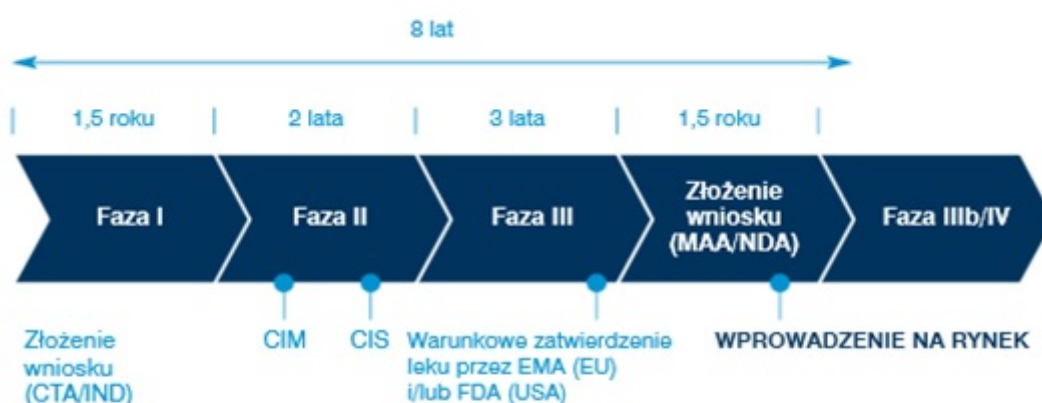 8 lat
1,5 roku
2 lata
3 lata
1,5 roku
Faza I
Faza II
Faza III
Złożenie
wniosku
(MAA/NDA)
Faza IIIb/IV
Złożenie
wniosku
(CTA/IND)
CIM
CIS
Warunkowe zatwierdzenie
leku przez EMA (EU)
i/lub FDA (USA)
WPROWADZENIE NA RYNEK